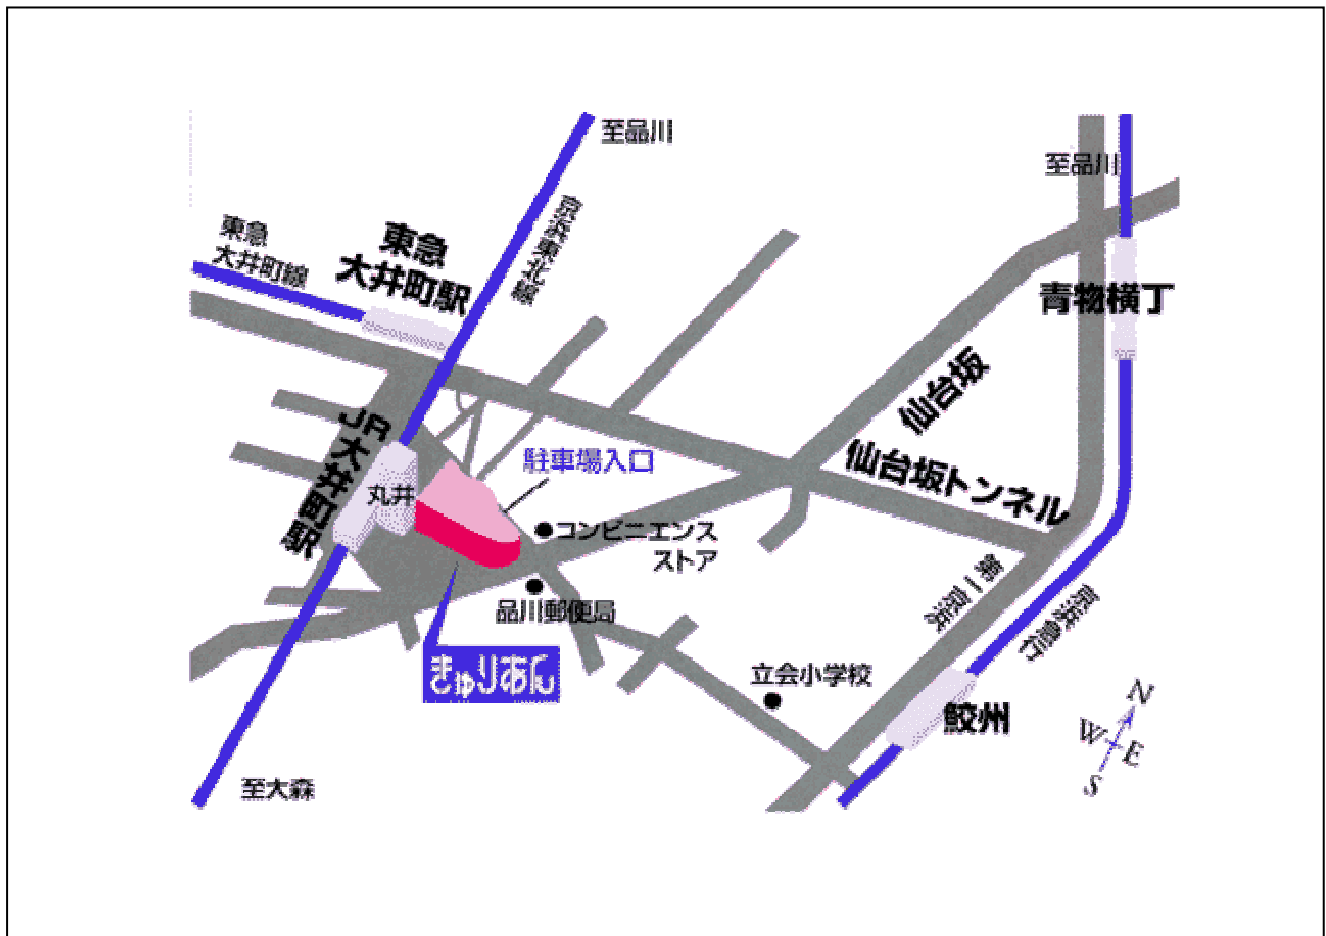 至品川
至品川
京浜東北線
東急
大井町線
東急
大井町駅
青物横丁
仙台坂
仙台坂トンネル
JR大井町駅
丸井
駐車場入口
コンビニエンス
ストア
品川郵便局
第一京浜
京浜急行
きゅりあん
立会小学校
鮫州
至大森
N
W
E
S